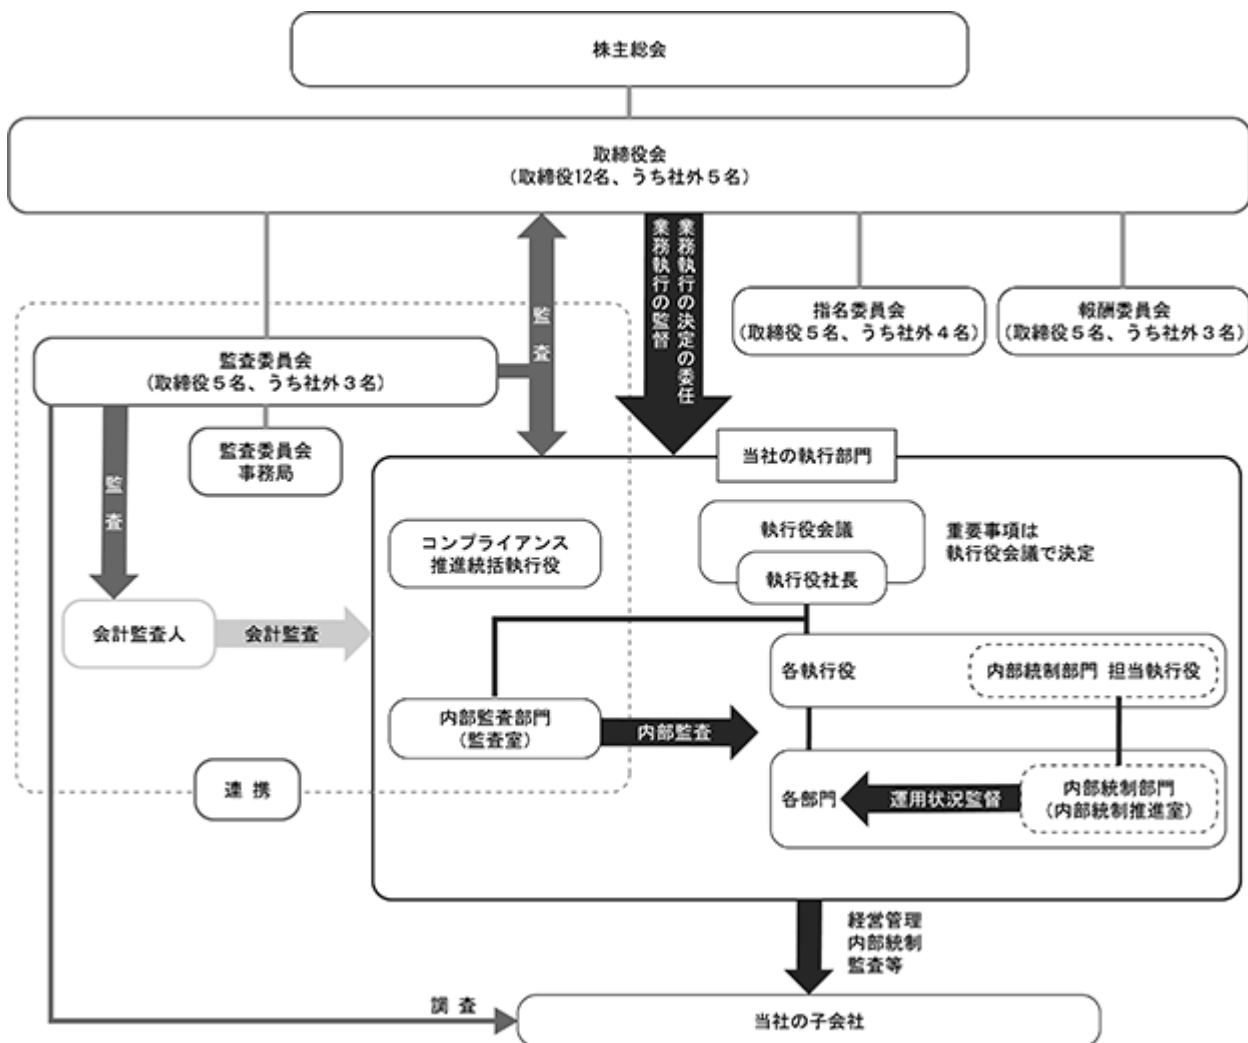 株主総会
取締役会
（取締役12名、うち社外５名）
業務執行の決定の委任
業務執行の監督
監査
指名委員会
（取締役５名、うち社外４名）
報酬委員会
（取締役５名、うち社外３名）
監査委員会
（取締役５名、うち社外３名）
監査委員会
事務局
監査
当社の執行部門
コンプライアンス
推進統括執行役
執行役会議
執行役社長
重要事項は
執行役会議で決定
会計監査人
会計監査
各執行役
内部統制部門 担当執行役
内部監査部門
（監査室）
内部監査
連 携
各部門
運用状況監督
内部統制部門
（内部統制推進室）
経営管理
内部統制
監査等
調 査
当社の子会社